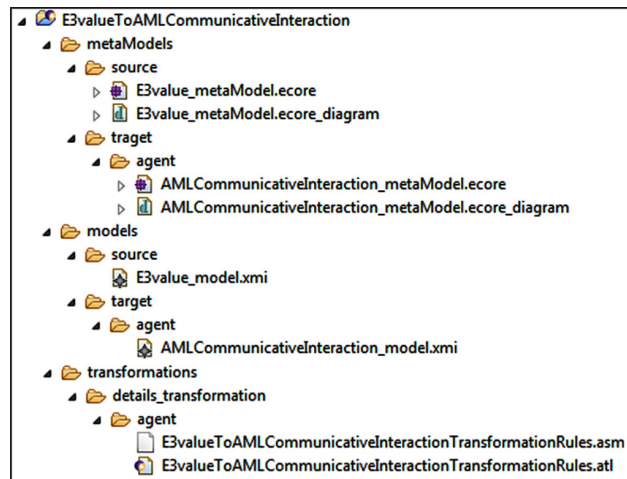 E3valueToAMLCommunicativeInteraction
metaModels
source
E3value_metaModel.ecore
E3value_metaModel.ecore_diagram
traget
agent
AMLCommunicativeInteraction_metaModel.ecore
AMLCommunicativeInteraction_metaModel.ecore_diagram
models
source
E3value_model.xmi
target
agent
AMLCommunicativeInteraction_model.xmi
transformations
details_transformation
agent
E3valueToAMLCommunicativeInteractionTransformationRules.asm
E3valueToAMLCommunicativeInteractionTransformationRules.atl